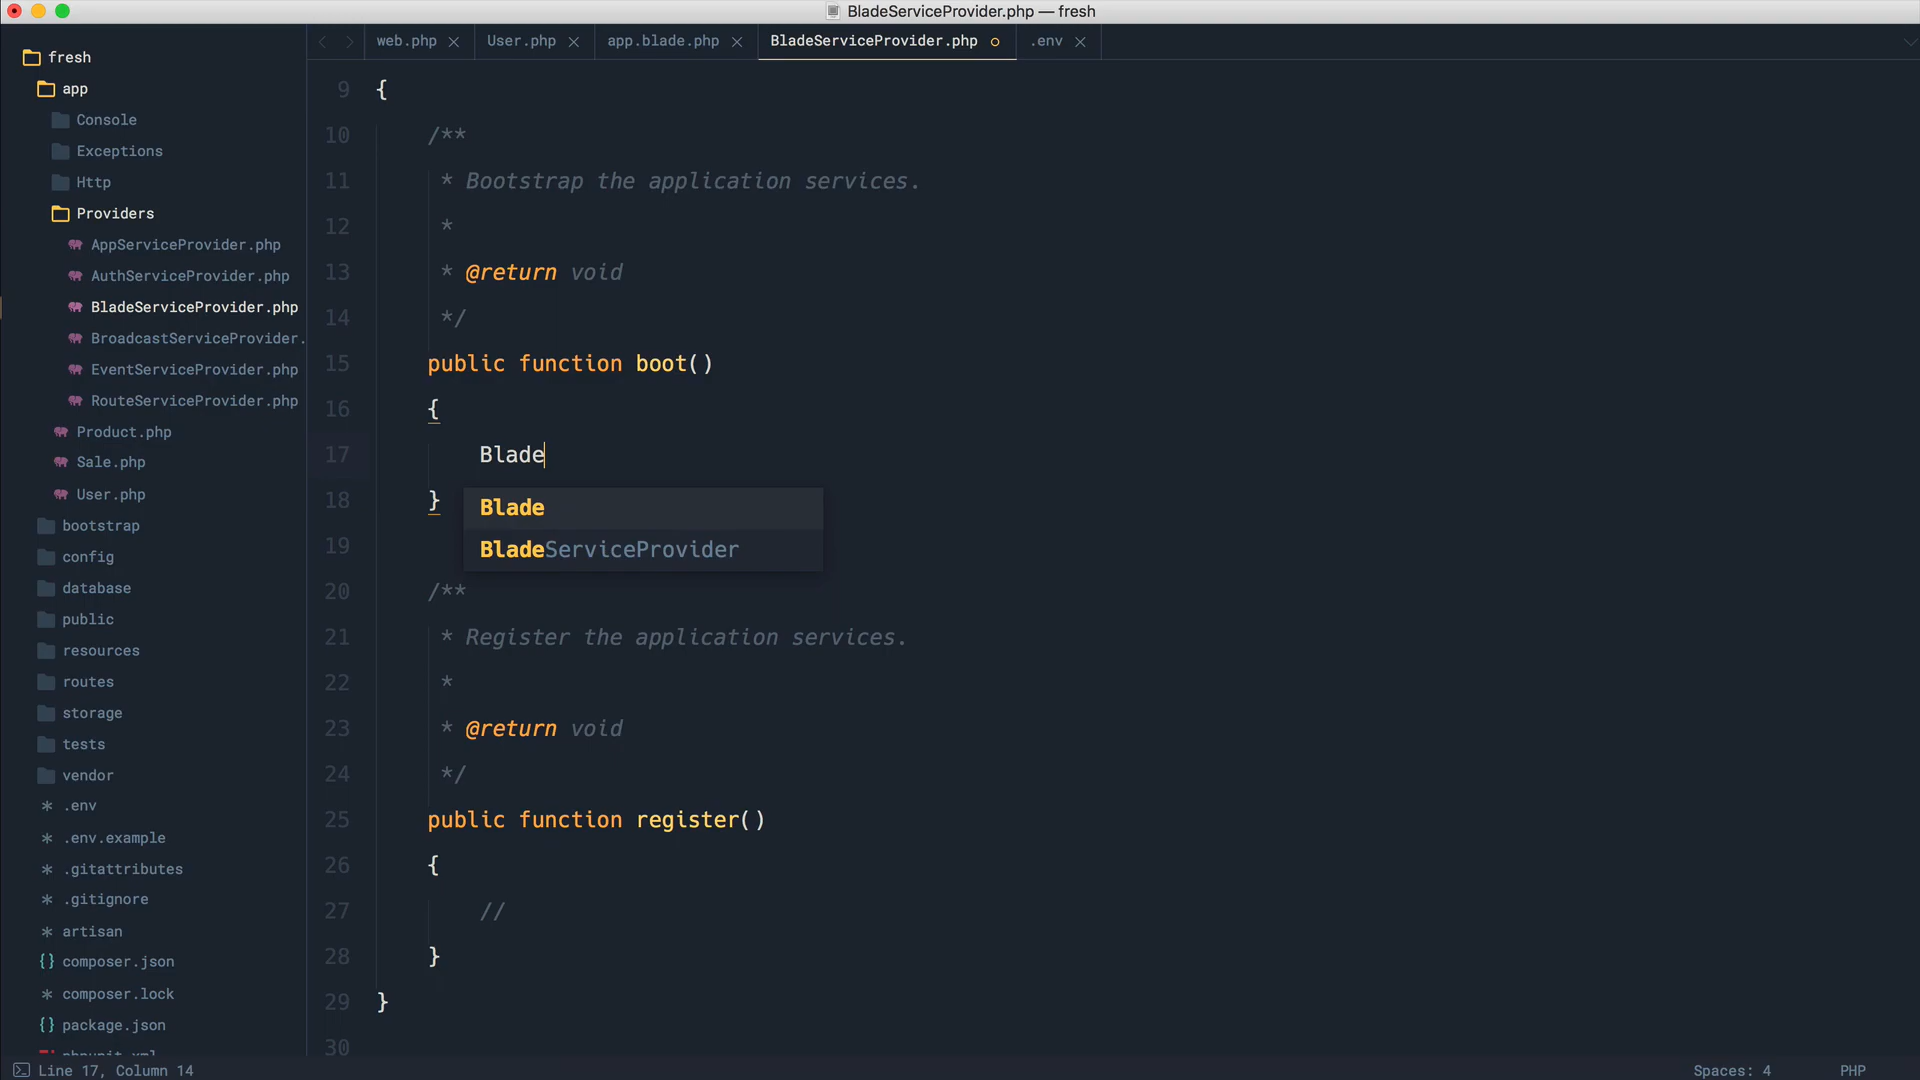 BladeServiceProvider.php — fresh
web.php
User.php
app.blade.php
BladeServiceProvider.php
.env
fresh
app
Console
Exceptions
Http
Providers
AppServiceProvider.php
AuthServiceProvider.php
BladeServiceProvider.php
BroadcastServiceProvider.
EventServiceProvider.php
RouteServiceProvider.php
Product.php
Sale.php
User.php
bootstrap
config
database
public
resources
routes
storage
tests
vendor
* .env
* .env.example
* .gitattributes
* .gitignore
* artisan
{} composer.json
* composer.lock
{} package.json
phpunit.xml
9 {
10 /**
11 * Bootstrap the application services.
12 *
13 * @return void
14 */
15 public function boot()
16 {
17 Blade
18 }
Blade
BladeServiceProvider
19
20 /**
21 * Register the application services.
22 *
23 * @return void
24 */
25 public function register()
26 {
27 //
28 }
29 }
30
Line 17, Column 14
Spaces: 4
PHP